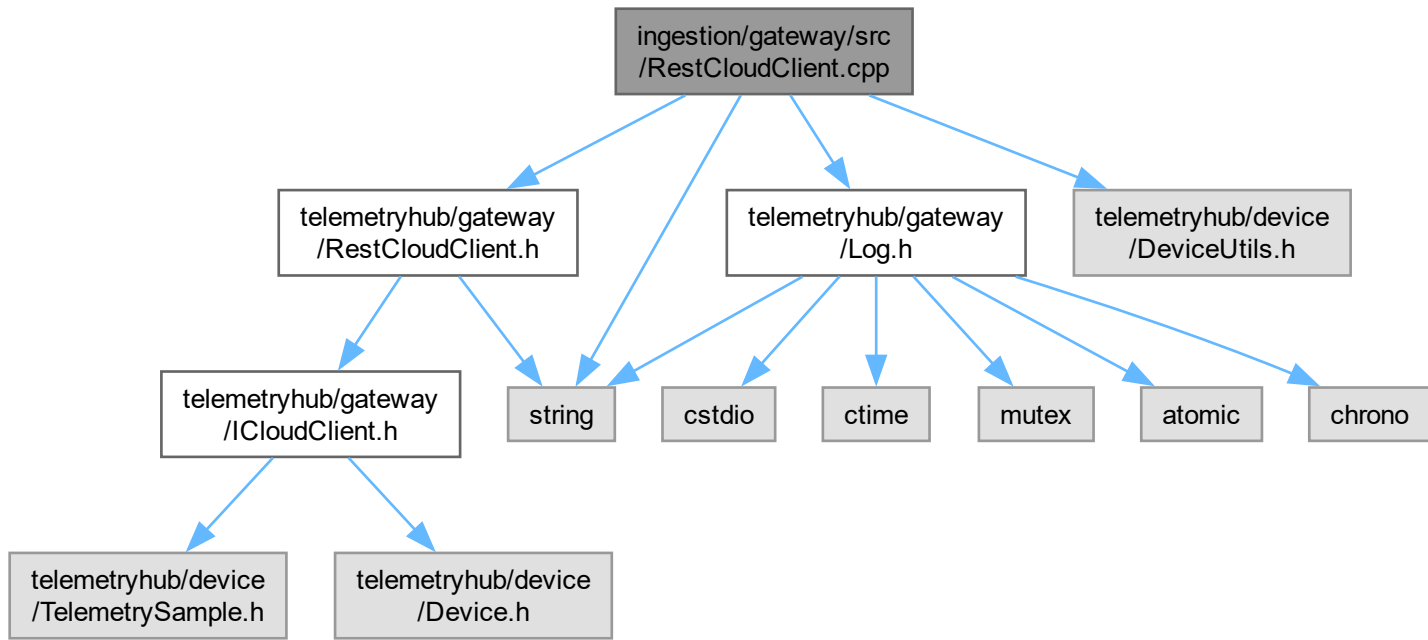 ingestion/gateway/src
/RestCloudClient.cpp
telemetryhub/gateway
/RestCloudClient.h
telemetryhub/gateway
/Log.h
telemetryhub/device
/DeviceUtils.h
telemetryhub/gateway
/ICloudClient.h
string
cstdio
ctime
mutex
atomic
chrono
telemetryhub/device
/TelemetrySample.h
telemetryhub/device
/Device.h